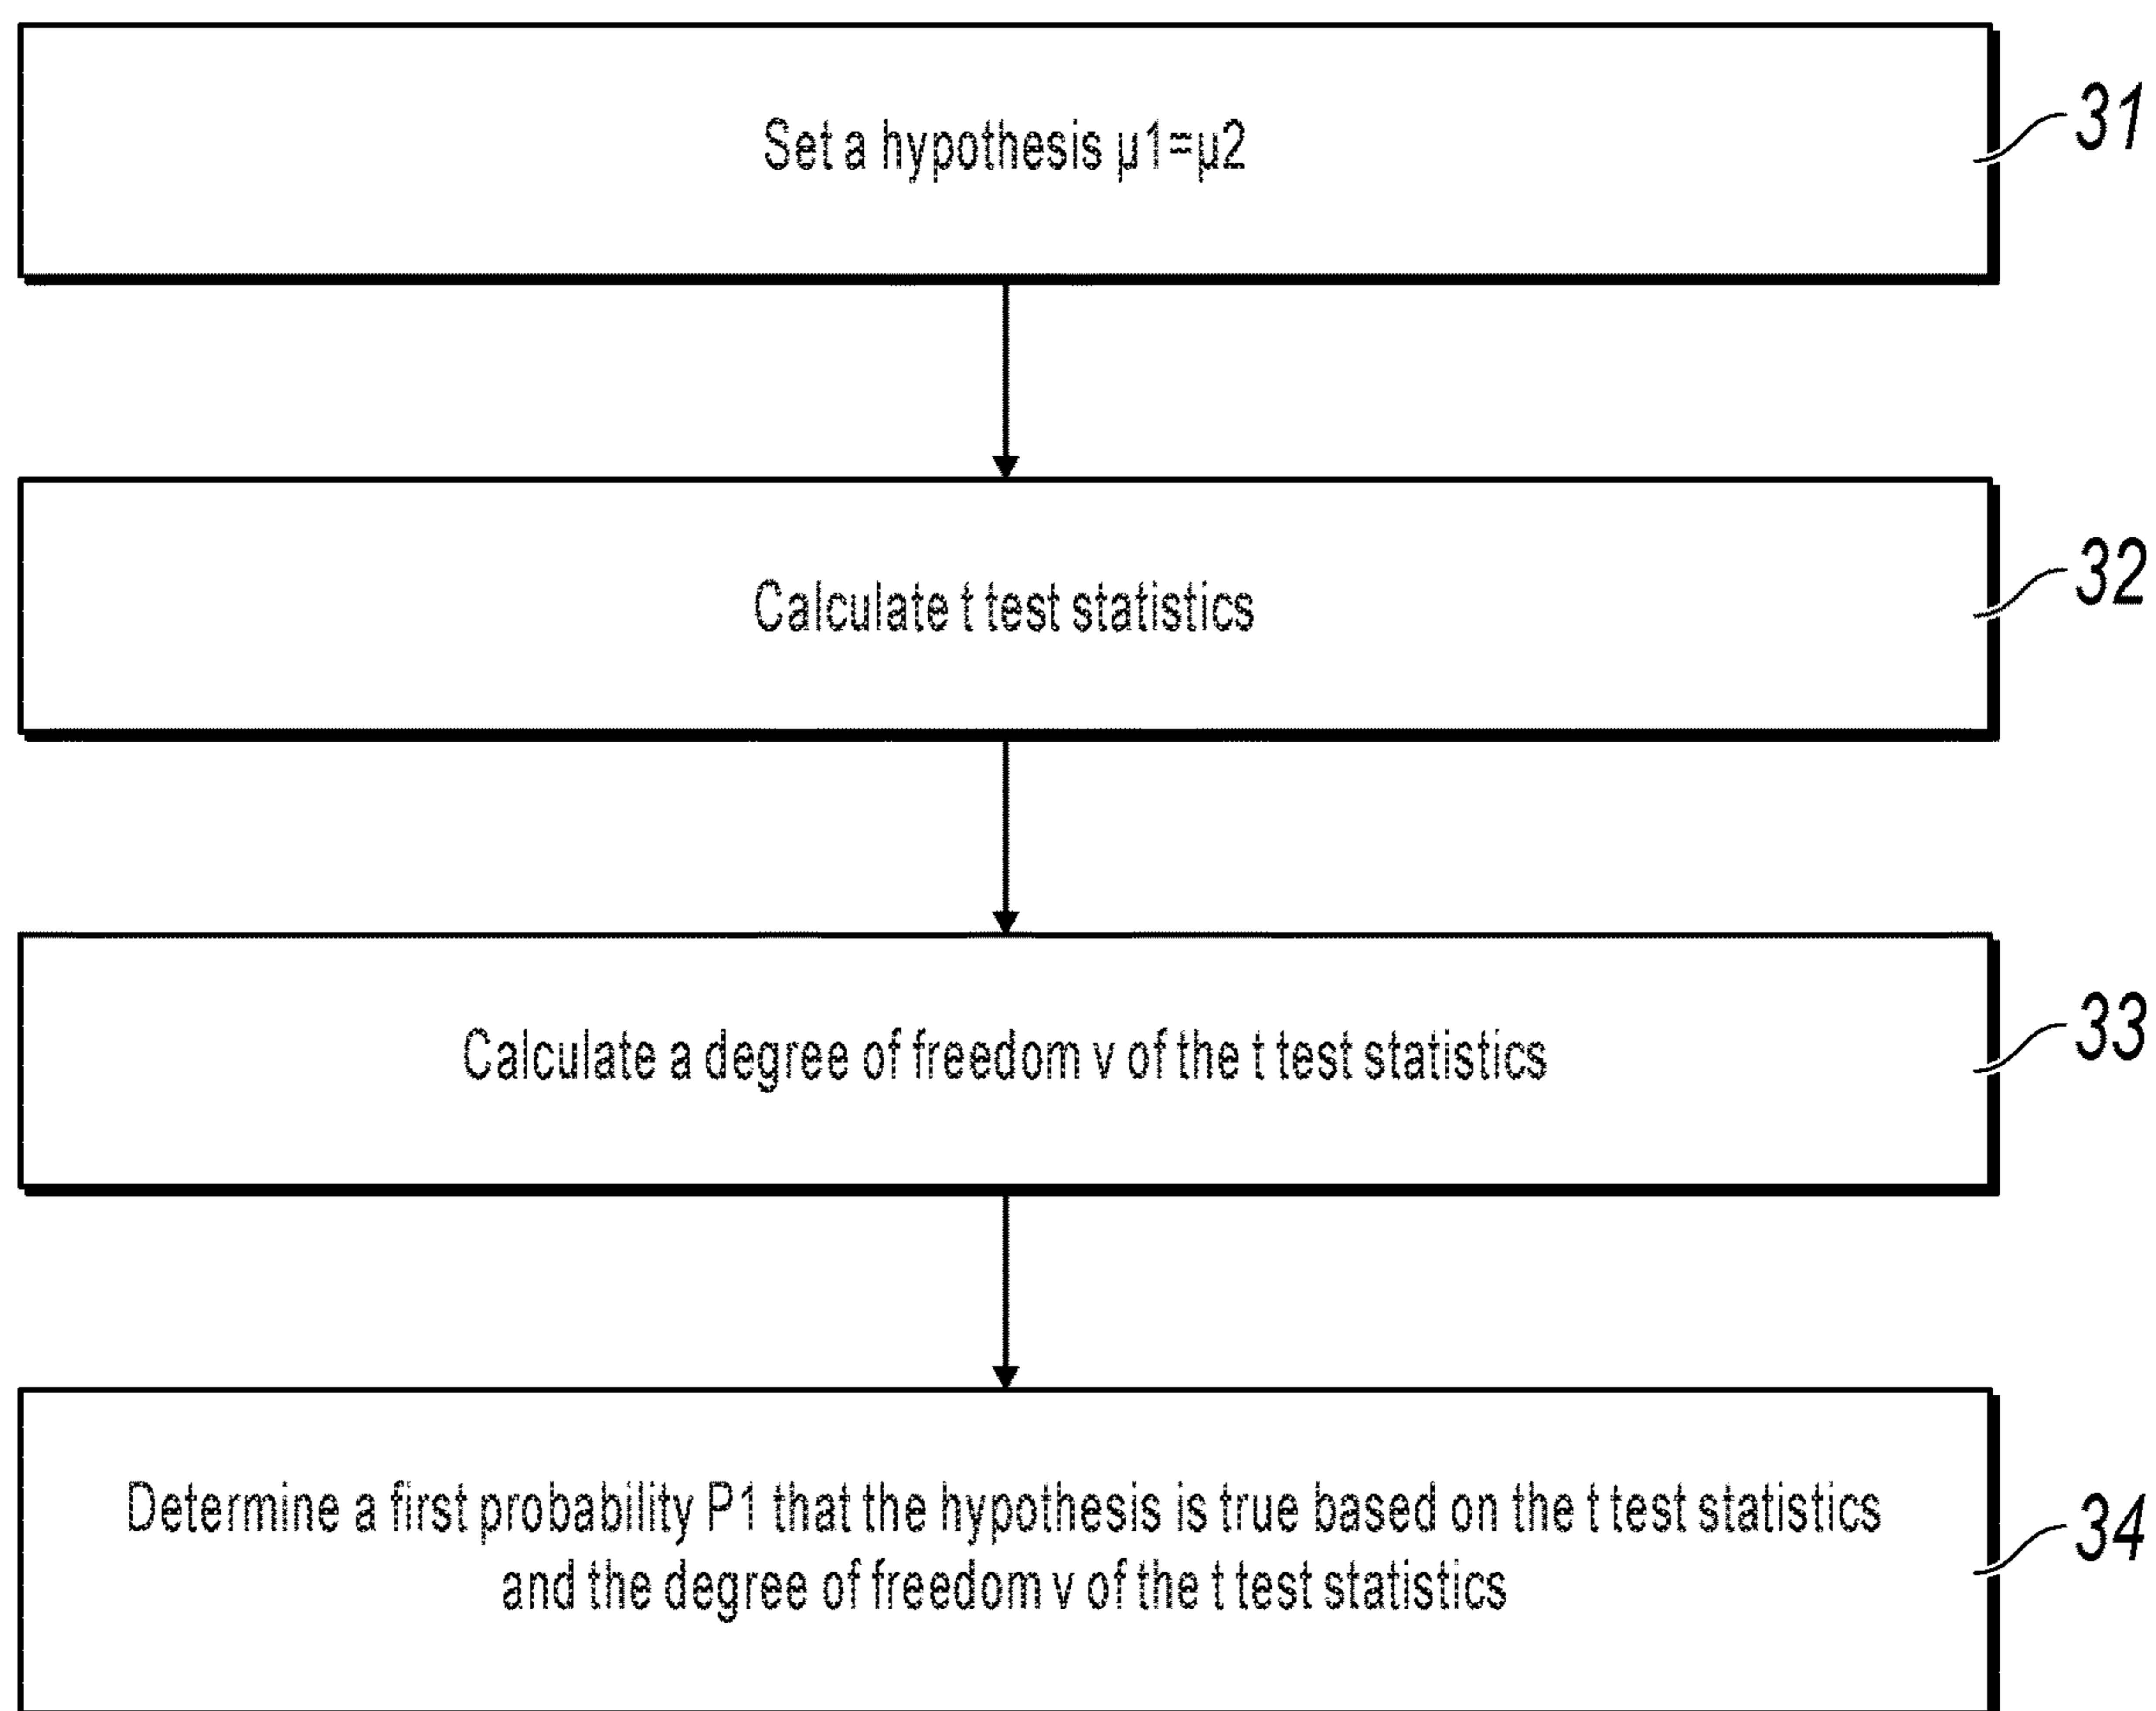 Set a hypothesis μ1=μ2
31
Calculate t test statistics
32
Calculate a degree of freedom v of the t test statistics
33
Determine a first probability P1 that the hypothesis is true based on the t test statistics
and the degree of freedom v of the t test statistics
34